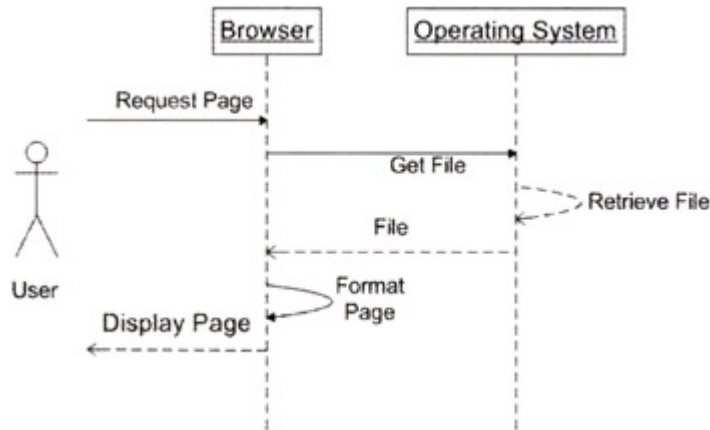 Browser
Operating System
Request Page
Get File
Retrieve File
File
User
Format
Page
Display Page